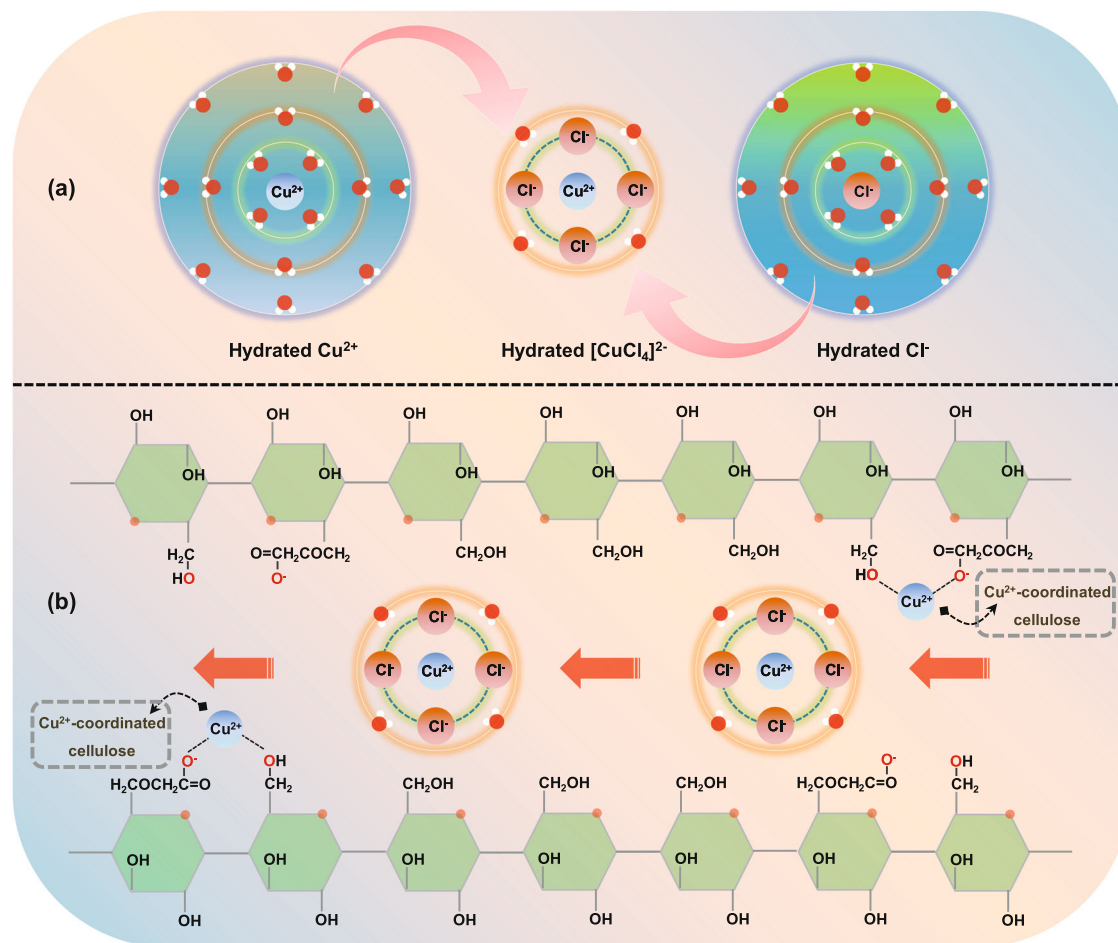 (a)
Cu²⁺
Cl⁻
Cl⁻
Cu²⁺
Cl⁻
Cl⁻
Cl⁻
Hydrated Cu²⁺
Hydrated [CuCl₄]²⁻
Hydrated Cl⁻
OH OH OH OH OH OH OH
OH OH OH OH OH OH OH
H₂C
HO
O=CCH₂COCH₂
O⁻
CH₂OH
CH₂OH
CH₂OH
H₂C
HO
O=CCH₂COCH₂
O⁻
Cu²⁺
Cu²⁺-coordinated
cellulose
(b)
Cl⁻
Cl⁻
Cu²⁺
Cl⁻
Cl⁻
Cl⁻
Cl⁻
Cu²⁺
Cl⁻
Cl⁻
Cu²⁺-coordinated
cellulose
Cu²⁺
O⁻
H₂COCH₂C=O
OH
CH₂
CH₂OH
CH₂OH
CH₂OH
O⁻
H₂COCH₂C=O
OH
CH₂
OH OH OH OH OH OH OH
OH OH OH OH OH OH OH